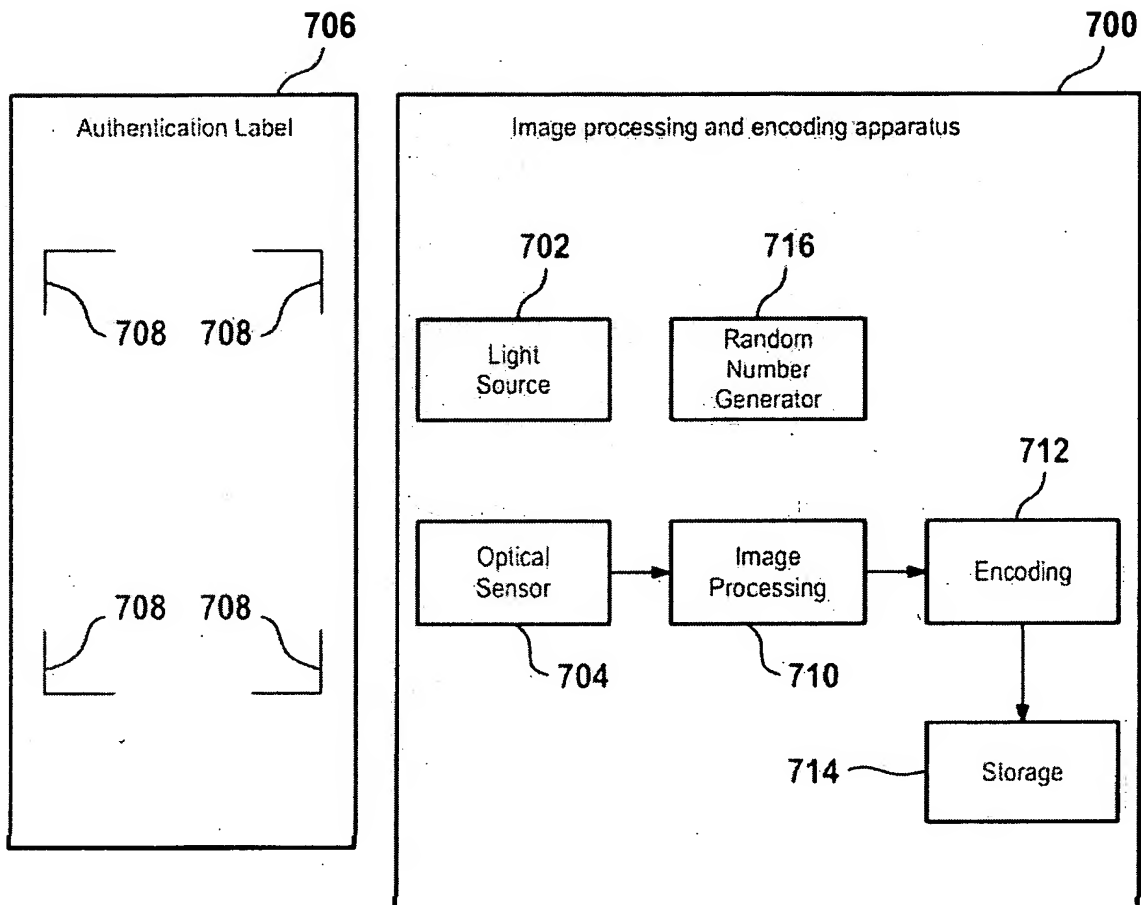 706
700
Authentication Label
Image processing and encoding apparatus
702
716
708
708
Light
Source
Random
Number
Generator
712
Optical
Sensor
Image
Processing
Encoding
708
708
704
710
714
Storage